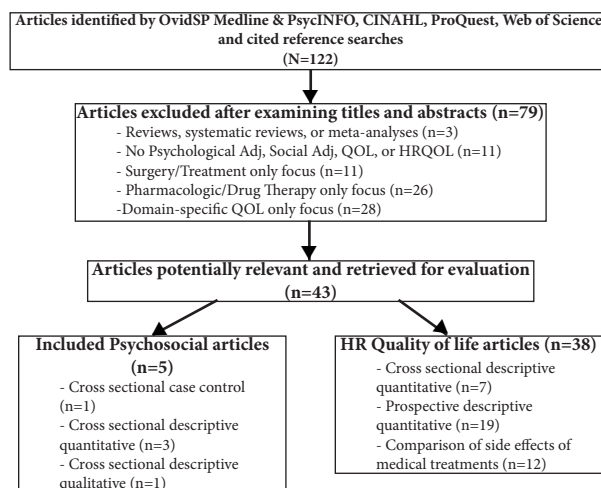 Articles identified by OvidSP Medline & PsycINFO, CINAHL, ProQuest, Web of Science
and cited reference searches
(N=122)
Articles excluded after examining titles and abstracts (n=79)
- Reviews, systematic reviews, or meta-analyses (n=3)
- No Psychological Adj, Social Adj, QOL, or HRQOL (n=11)
- Surgery/Treatment only focus (n=11)
- Pharmacologic/Drug Therapy only focus (n=26)
-Domain-specific QOL only focus (n=28)
Articles potentially relevant and retrieved for evaluation
(n=43)
Included Psychosocial articles
(n=5)
- Cross sectional case control
(n=1)
- Cross sectional descriptive
quantitative (n=3)
- Cross sectional descriptive
qualitative (n=1)
HR Quality of life articles (n=38)
- Cross sectional descriptive
quantitative (n=7)
- Prospective descriptive
quantitative (n=19)
- Comparison of side effects of
medical treatments (n=12)